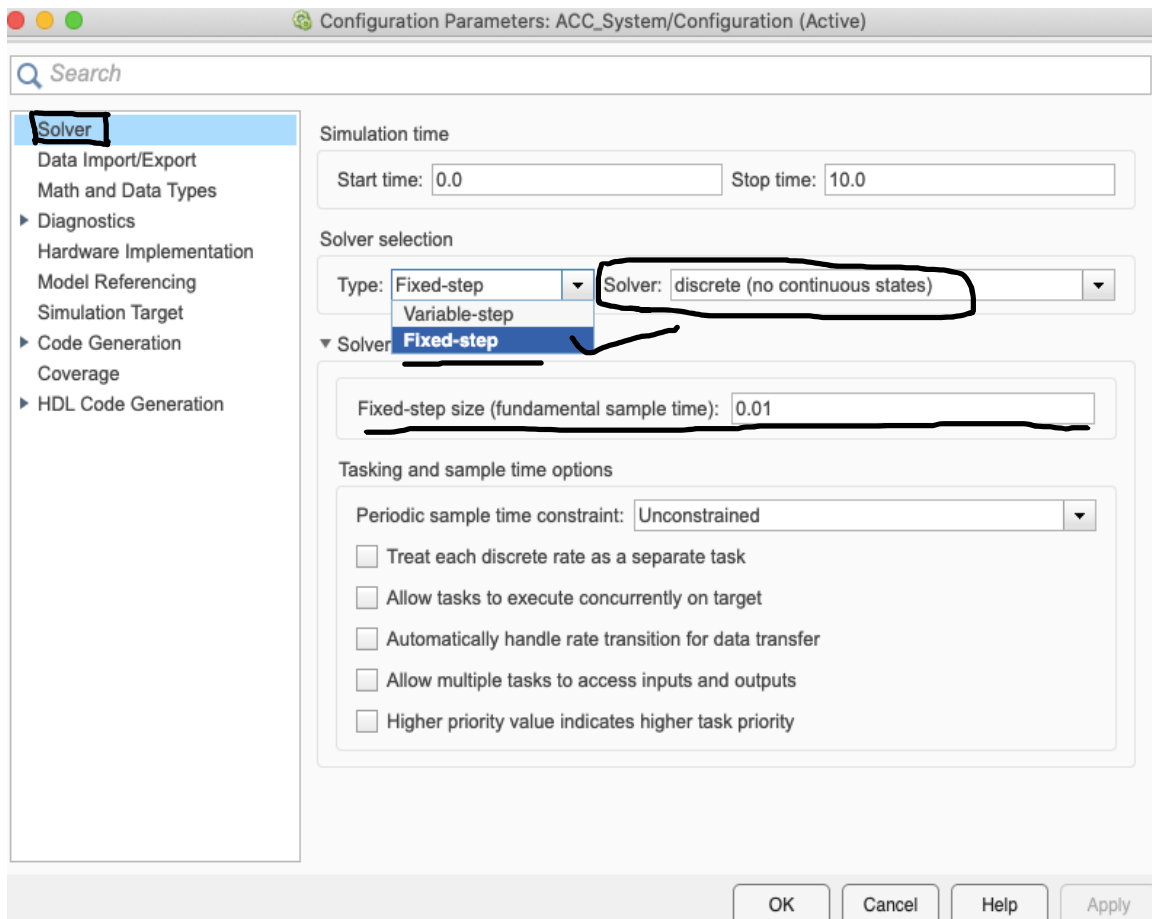 Configuration Parameters: ACC_System/Configuration (Active)
Search
Solver
Data Import/Export
Math and Data Types
Diagnostics
Hardware Implementation
Model Referencing
Simulation Target
Code Generation
Coverage
HDL Code Generation
Simulation time
Start time: 0.0 Stop time: 10.0
Solver selection
Type: Fixed-step Solver: discrete (no continuous states)
Variable-step
Fixed-step
Solver
Fixed-step size (fundamental sample time): 0.01
Tasking and sample time options
Periodic sample time constraint: Unconstrained
Treat each discrete rate as a separate task
Allow tasks to execute concurrently on target
Automatically handle rate transition for data transfer
Allow multiple tasks to access inputs and outputs
Higher priority value indicates higher task priority
OK Cancel Help Apply